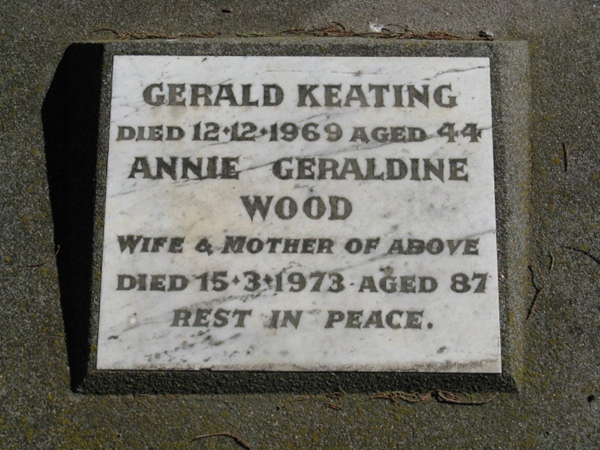 GERALD KEATING
DIED 12·12·1969 AGED 44
ANNIE GERALDINE
WOOD
WIFE & MOTHER OF ABOVE
DIED 15·3·1973 AGED 87
REST IN PEACE.